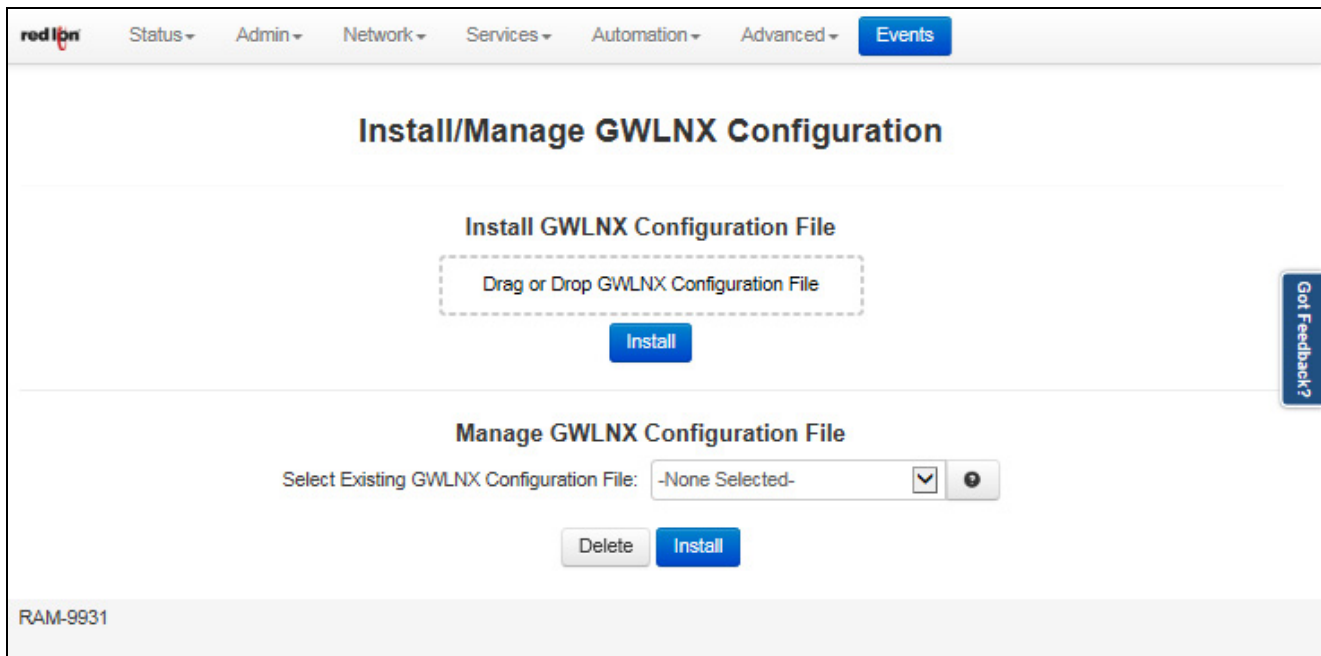 red lion Status Admin Network Services Automation Advanced Events
Install/Manage GWLNX Configuration
Install GWLNX Configuration File
Drag or Drop GWLNX Configuration File
Install
Got Feedback?
Manage GWLNX Configuration File
Select Existing GWLNX Configuration File: -None Selected- ?
Delete Install
RAM-9931